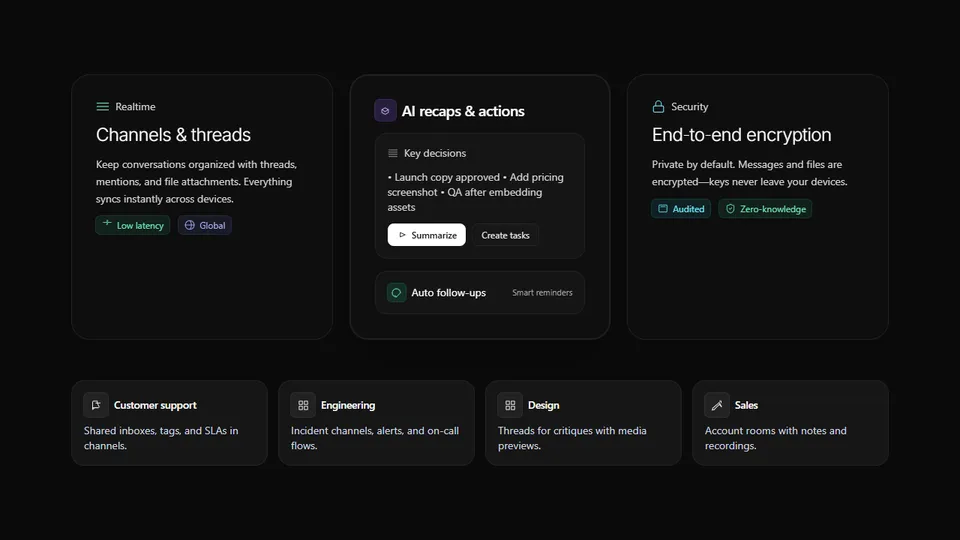 Realtime
Channels & threads
Keep conversations organized with threads,
mentions, and file attachments. Everything
syncs instantly across devices.
Low latency
Global
AI recaps & actions
Key decisions
• Launch copy approved • Add pricing
screenshot • QA after embedding
assets
Summarize
Create tasks
Auto follow-ups
Smart reminders
Security
End-to-end encryption
Private by default. Messages and files are
encrypted—keys never leave your devices.
Audited
Zero-knowledge
Customer support
Shared inboxes, tags, and SLAs in
channels.
Engineering
Incident channels, alerts, and on-call
flows.
Design
Threads for critiques with media
previews.
Sales
Account rooms with notes and
recordings.